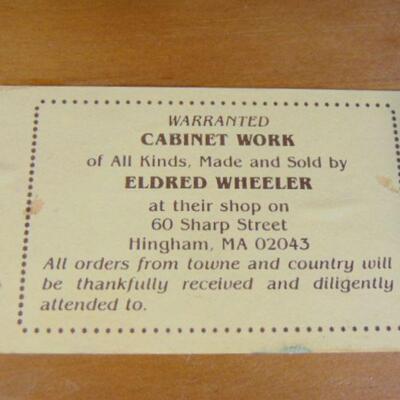 WARRANTED
CABINET WORK
of All Kinds, Made and Sold by
ELDRED WHEELER
at their shop on
60 Sharp Street
Hingham, MA 02043
All orders from towne and country will
be thankfully received and diligently
attended to.